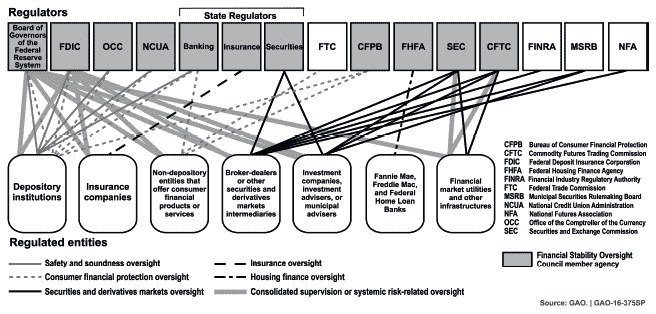 Regulators
State Regulators
Board of
Governors
of the
Federal
Reserve
System
FDIC
OCC
NCUA
Banking
Insurance
Securities
FTC
CFPB
FHFA
SEC
CFTC
FINRA
MSRB
NFA
Depository
institutions
Insurance
companies
Non-depository
entities that
offer consumer
financial
products or
services
Broker-dealers or
other securities
and derivatives
markets
intermediaries
Investment
companies,
investment
advisers, or
municipal
advisers
Fannie Mae,
Freddie Mac, and
Federal Home Loan
Banks
Financial
market utilities
and other
infrastructures
CFPB Bureau of Consumer Financial Protection
CFTC Commodity Futures Trading Commission
FDIC Federal Deposit Insurance Corporation
FHFA Federal Housing Finance Agency
FINRA Financial Industry Regulatory Authority
FTC Federal Trade Commission
MSRB Municipal Securities Rulemaking Board
NCUA National Credit Union Administration
NFA National Futures Association
OCC Office of the Comptroller of the Currency
SEC Securities and Exchange Commission
Regulated entities
Safety and soundness oversight
Consumer financial protection oversight
Securities and derivatives markets oversight
Insurance oversight
Housing finance oversight
Consolidated supervision or systemic risk-related oversight
Financial Stability Oversight
Council member agency
Source: GAO. | GAO-16-375SP